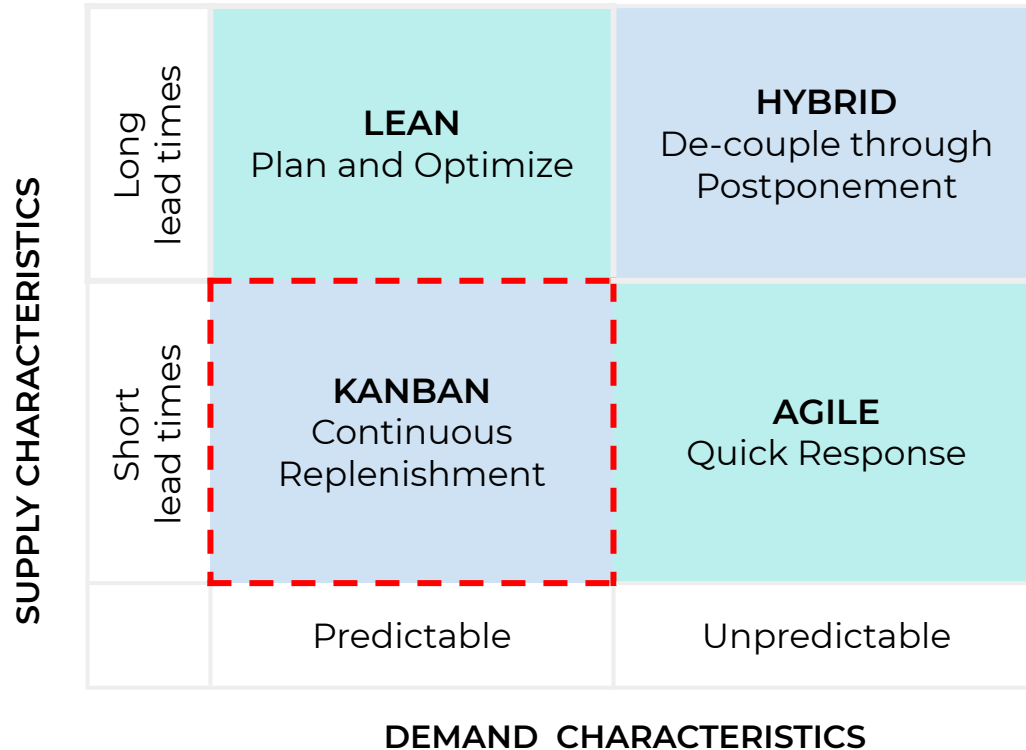 SUPPLY CHARACTERISTICS
Long
lead times
LEAN
Plan and Optimize
HYBRID
De-couple through
Postponement
Short
lead times
KANBAN
Continuous
Replenishment
AGILE
Quick Response
Predictable
Unpredictable
DEMAND CHARACTERISTICS